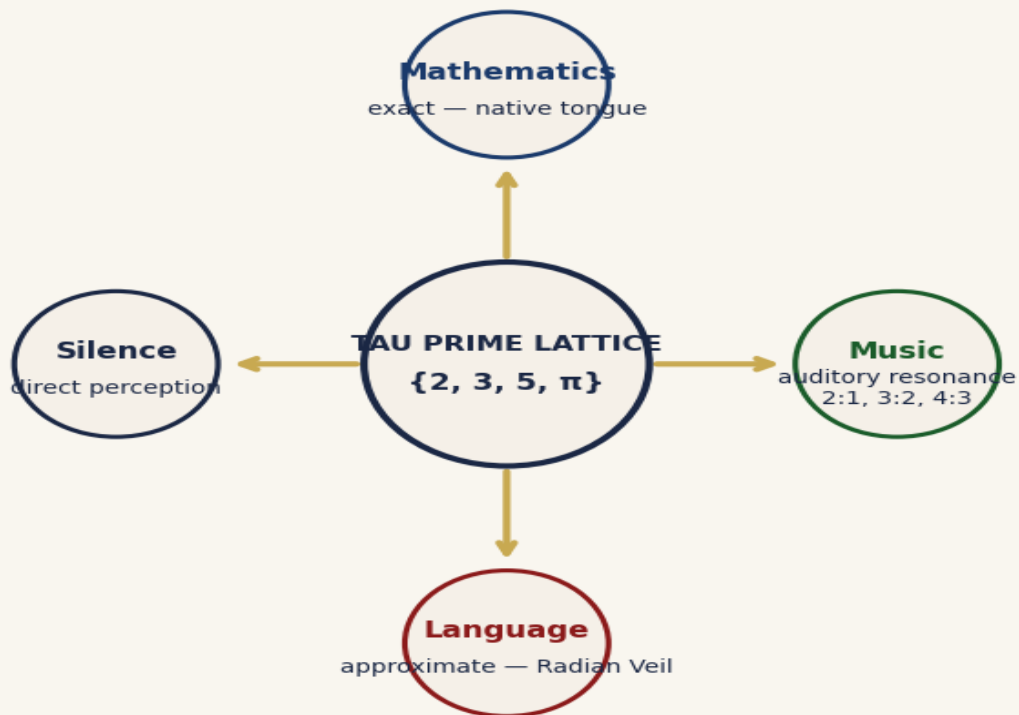 Mathematics
exact — native tongue
TAU PRIME LATTICE
{2, 3, 5, π}
Silence
direct perception
Music
auditory resonance
2:1, 3:2, 4:3
Language
approximate — Radian Veil